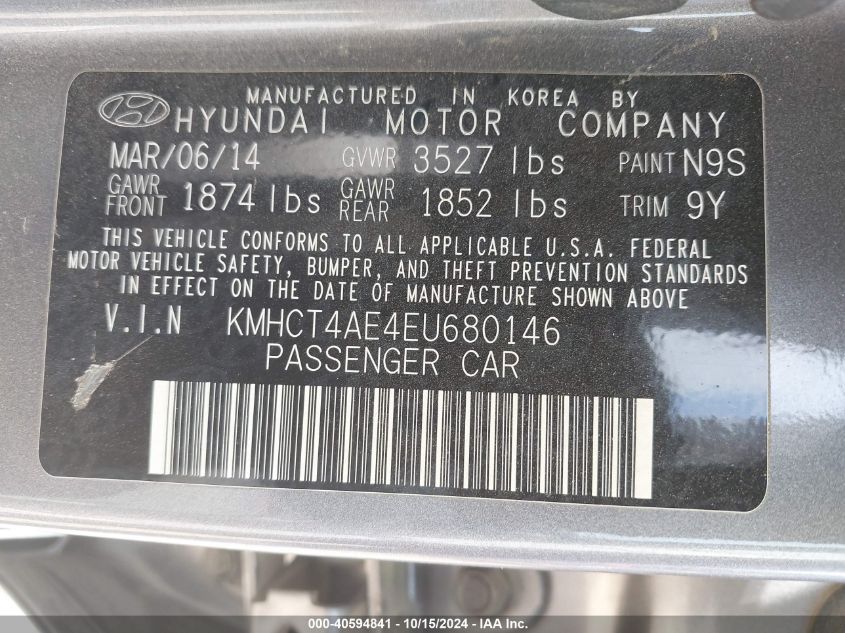 MANUFACTURED IN KOREA BY
HYUNDAI MOTOR COMPANY
MAR/06/14 GVWR 3527 lbs PAINT N9S
GAWR FRONT 1874 lbs GAWR REAR 1852 lbs TRIM 9Y
THIS VEHICLE CONFORMS TO ALL APPLICABLE U.S.A. FEDERAL
MOTOR VEHICLE SAFETY, BUMPER, AND THEFT PREVENTION STANDARDS
IN EFFECT ON THE DATE OF MANUFACTURE SHOWN ABOVE
V.I.N KMHCT4AE4EU680146
PASSENGER CAR
000-40594841 - 10/15/2024 - IAA Inc.